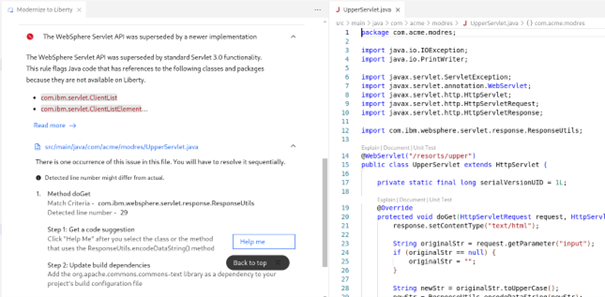 Modernize to Liberty
The WebSphere Servlet API was superseded by a newer implementation
The WebSphere Servlet API was superseded by standard Servlet 3.0 functionality.
This rule flags Java code that has references to the following classes and packages
because they are not available on Liberty.
com.ibm.servlet.ClientList
com.ibm.servlet.ClientListElement...
Read more →
src/main/java/com/acme/modres/UpperServlet.java
There is one occurrence of this issue in this file. You will have to resolve it sequentially.
Detected line number might differ from actual.
1. Method doGet
Match Criteria - com.ibm.websphere.servlet.response.ResponseUtils
Detected line number - 29
Step 1: Get a code suggestion
Click "Help Me" after you select the class or the method
that uses the ResponseUtils.encodeDataString() method
Help me
Back to top
Step 2: Update build dependencies
Add the org.apache.commons.commons-text library as a dependency to your
project's build configuration file
UpperServlet.java
src > main > java > com > acme > modres > J UpperServlet.java > {} com.acme.modres
1 package com.acme.modres;
2
3 import java.io.IOException;
4 import java.io.PrintWriter;
5
6 import javax.servlet.ServletException;
7 import javax.servlet.annotation.WebServlet;
8 import javax.servlet.http.HttpServlet;
9 import javax.servlet.http.HttpServletRequest;
10 import javax.servlet.http.HttpServletResponse;
11
12 import com.ibm.websphere.servlet.response.ResponseUtils;
13
Explain | Document | Unit Test
14 @WebServlet("/resorts/upper")
15 public class UpperServlet extends HttpServlet {
16
17 private static final long serialVersionUID = 1L;
18
Explain | Document | Unit Test
19 @Override
20 protected void doGet(HttpServletRequest request, HttpServl
21 response.setContentType("text/html");
22
23 String originalStr = request.getParameter("input");
24 if (originalStr == null) {
25 originalStr = "";
26 }
27
28 String newStr = originalStr.toUpperCase();